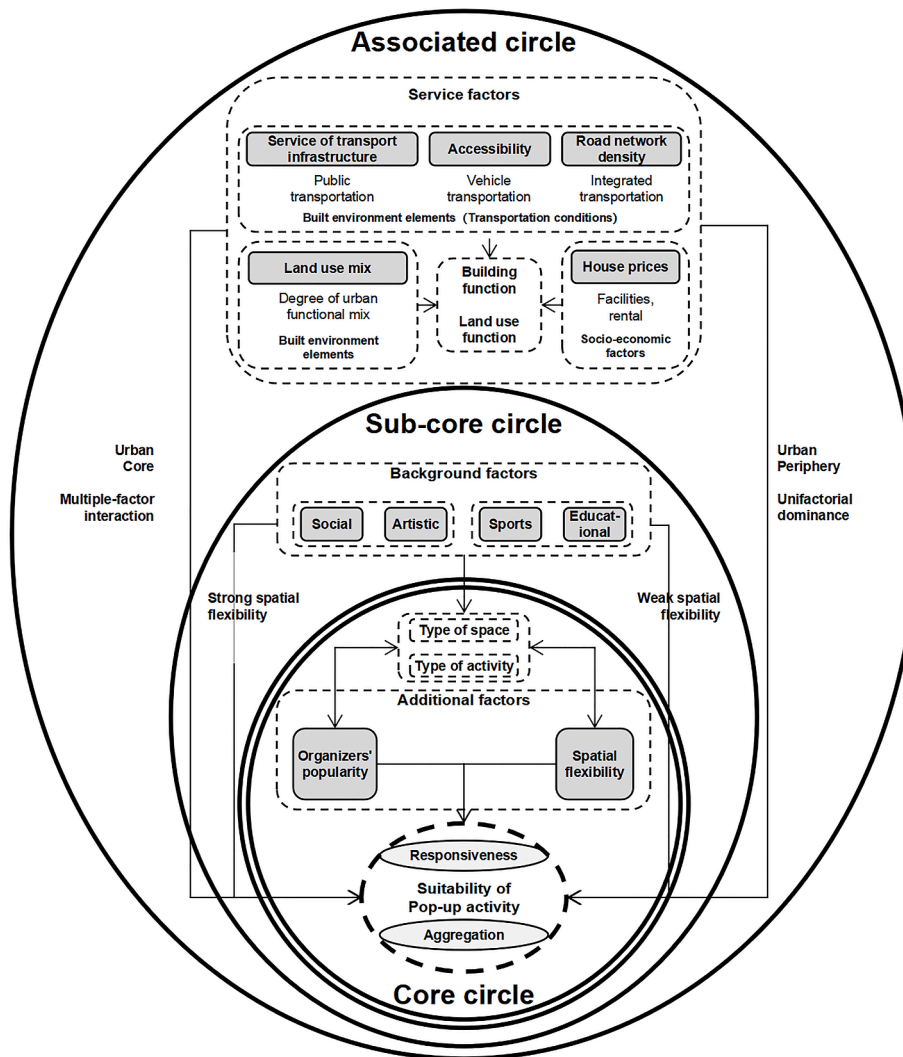 Associated circle
Service factors
Service of transport
infrastructure
Accessibility
Road network
density
Public
transportation
Vehicle
transportation
Integrated
transportation
Built environment elements（Transportation conditions）
Land use mix
Degree of urban
functional mix
Built environment
elements
Building
function
Land use
function
House prices
Facilities,
rental
Socio-economic
factors
Urban
Core
Multiple-factor
interaction
Urban
Periphery
Unifactorial
dominance
Sub-core circle
Background factors
Social
Artistic
Sports
Educat-
ional
Strong spatial
flexibility
Weak spatial
flexibility
Type of space
Type of activity
Additional factors
Organizers'
popularity
Spatial
flexibility
Responsiveness
Suitability of
Pop-up activity
Aggregation
Core circle